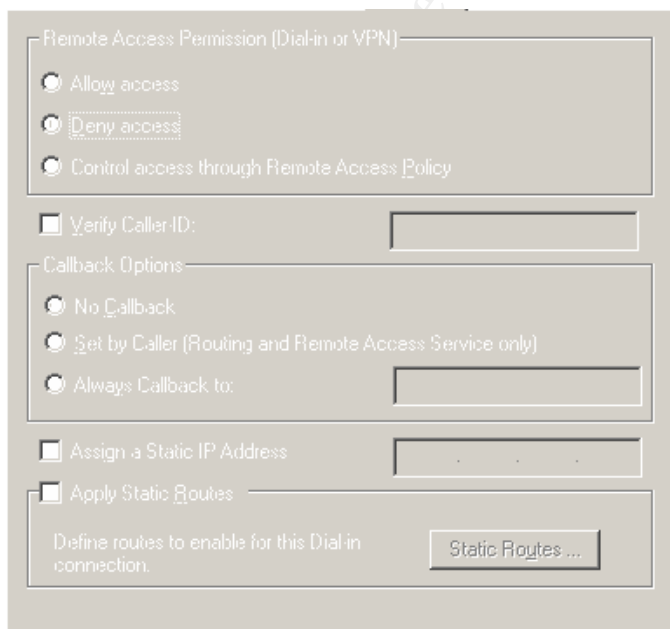 Remote Access Permission (Dial-in or VPN)
Allow access
Deny access
Control access through Remote Access Policy
Verify Caller-ID:
Callback Options
No Callback
Set by Caller (Routing and Remote Access Service only)
Always Callback to:
Assign a Static IP Address
. . .
Apply Static Routes
Define routes to enable for this Dial-in
connection.
Static Routes ...